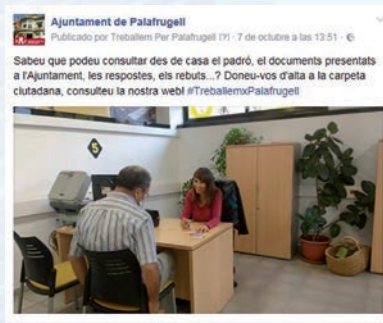 Ajuntament de Palafrugell
Publicado por Treballem Per Palafrugell [?] · 7 de octubre a las 13:51 ·
Sabeu que podeu consultar des de casa el padró, el documents presentats
a l'Ajuntament, les respostes, els rebuts...? Doneu-vos d'alta a la carpeta
ciutadana, consulteu la nostra web! #TreballemxPalafrugell
5